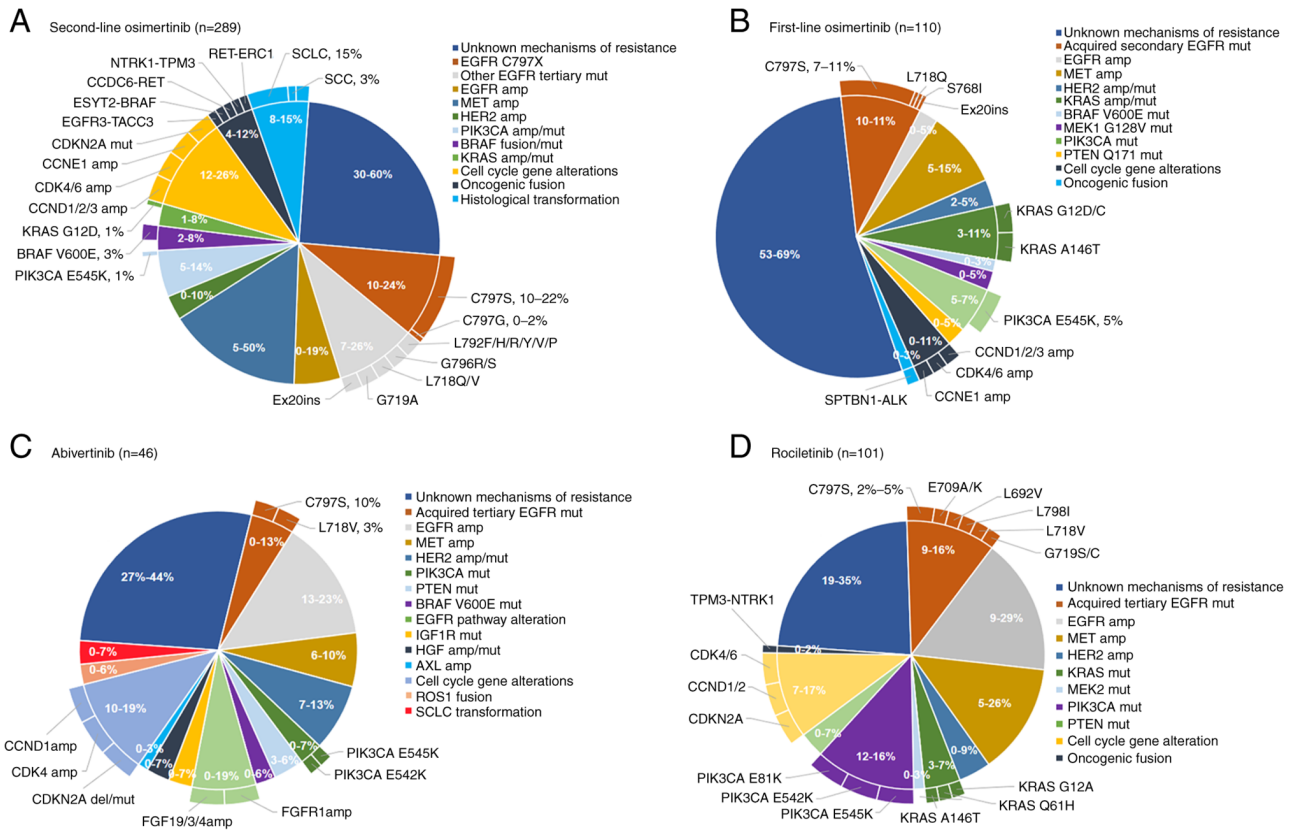 A
Second-line osimertinib (n=289)
RET-ERC1
SCLC, 15%
NTRK1-TPM3
SCC, 3%
CCDC6-RET
ESYT2-BRAF
EGFR3-TACC3
CDKN2A mut
CCNE1 amp
CDK4/6 amp
CCND1/2/3 amp
KRAS G12D, 1%
BRAF V600E, 3%
PIK3CA E545K, 1%
4-12%
8-15%
30-60%
12-26%
1-8%
2-8%
5-14%
0-10%
5-50%
0-19%
7-26%
10-24%
C797S, 10–22%
C797G, 0–2%
L792F/H/R/Y/V/P
G796R/S
L718Q/V
G719A
Ex20ins
Unknown mechanisms of resistance
EGFR C797X
Other EGFR tertiary mut
EGFR amp
MET amp
HER2 amp
PIK3CA amp/mut
BRAF fusion/mut
KRAS amp/mut
Cell cycle gene alterations
Oncogenic fusion
Histological transformation
B
First-line osimertinib (n=110)
C797S, 7–11%
L718Q
S768I
Ex20ins
10-11%
0-5%
5-15%
2-5%
3-11%
0-3%
0-5%
5-7%
0-5%
0-11%
0-3%
53-69%
KRAS G12D/C
KRAS A146T
PIK3CA E545K, 5%
CCND1/2/3 amp
CDK4/6 amp
CCNE1 amp
SPTBN1-ALK
Unknown mechanisms of resistance
Acquired secondary EGFR mut
EGFR amp
MET amp
HER2 amp/mut
KRAS amp/mut
BRAF V600E mut
MEK1 G128V mut
PIK3CA mut
PTEN Q171 mut
Cell cycle gene alterations
Oncogenic fusion
C
Abivertinib (n=46)
C797S, 10%
L718V, 3%
0-13%
27%-44%
13-23%
6-10%
7-13%
0-7%
3-6%
0-6%
0-19%
0-7%
0-7%
0-3%
10-19%
0-6%
0-7%
PIK3CA E545K
PIK3CA E542K
FGFR1amp
FGF19/3/4amp
CDKN2A del/mut
CDK4 amp
CCND1amp
Unknown mechanisms of resistance
Acquired tertiary EGFR mut
EGFR amp
MET amp
HER2 amp/mut
PIK3CA mut
PTEN mut
BRAF V600E mut
EGFR pathway alteration
IGF1R mut
HGF amp/mut
AXL amp
Cell cycle gene alterations
ROS1 fusion
SCLC transformation
D
Rociletinib (n=101)
C797S, 2%–5%
E709A/K
L692V
L798I
L718V
G719S/C
9-16%
19-35%
9-29%
5-26%
0-9%
3-7%
0-3%
12-16%
0-7%
7-17%
0-2%
TPM3-NTRK1
CDK4/6
CCND1/2
CDKN2A
PIK3CA E81K
PIK3CA E542K
PIK3CA E545K
KRAS A146T
KRAS Q61H
KRAS G12A
Unknown mechanisms of resistance
Acquired tertiary EGFR mut
EGFR amp
MET amp
HER2 amp
KRAS mut
MEK2 mut
PIK3CA mut
PTEN mut
Cell cycle gene alteration
Oncogenic fusion